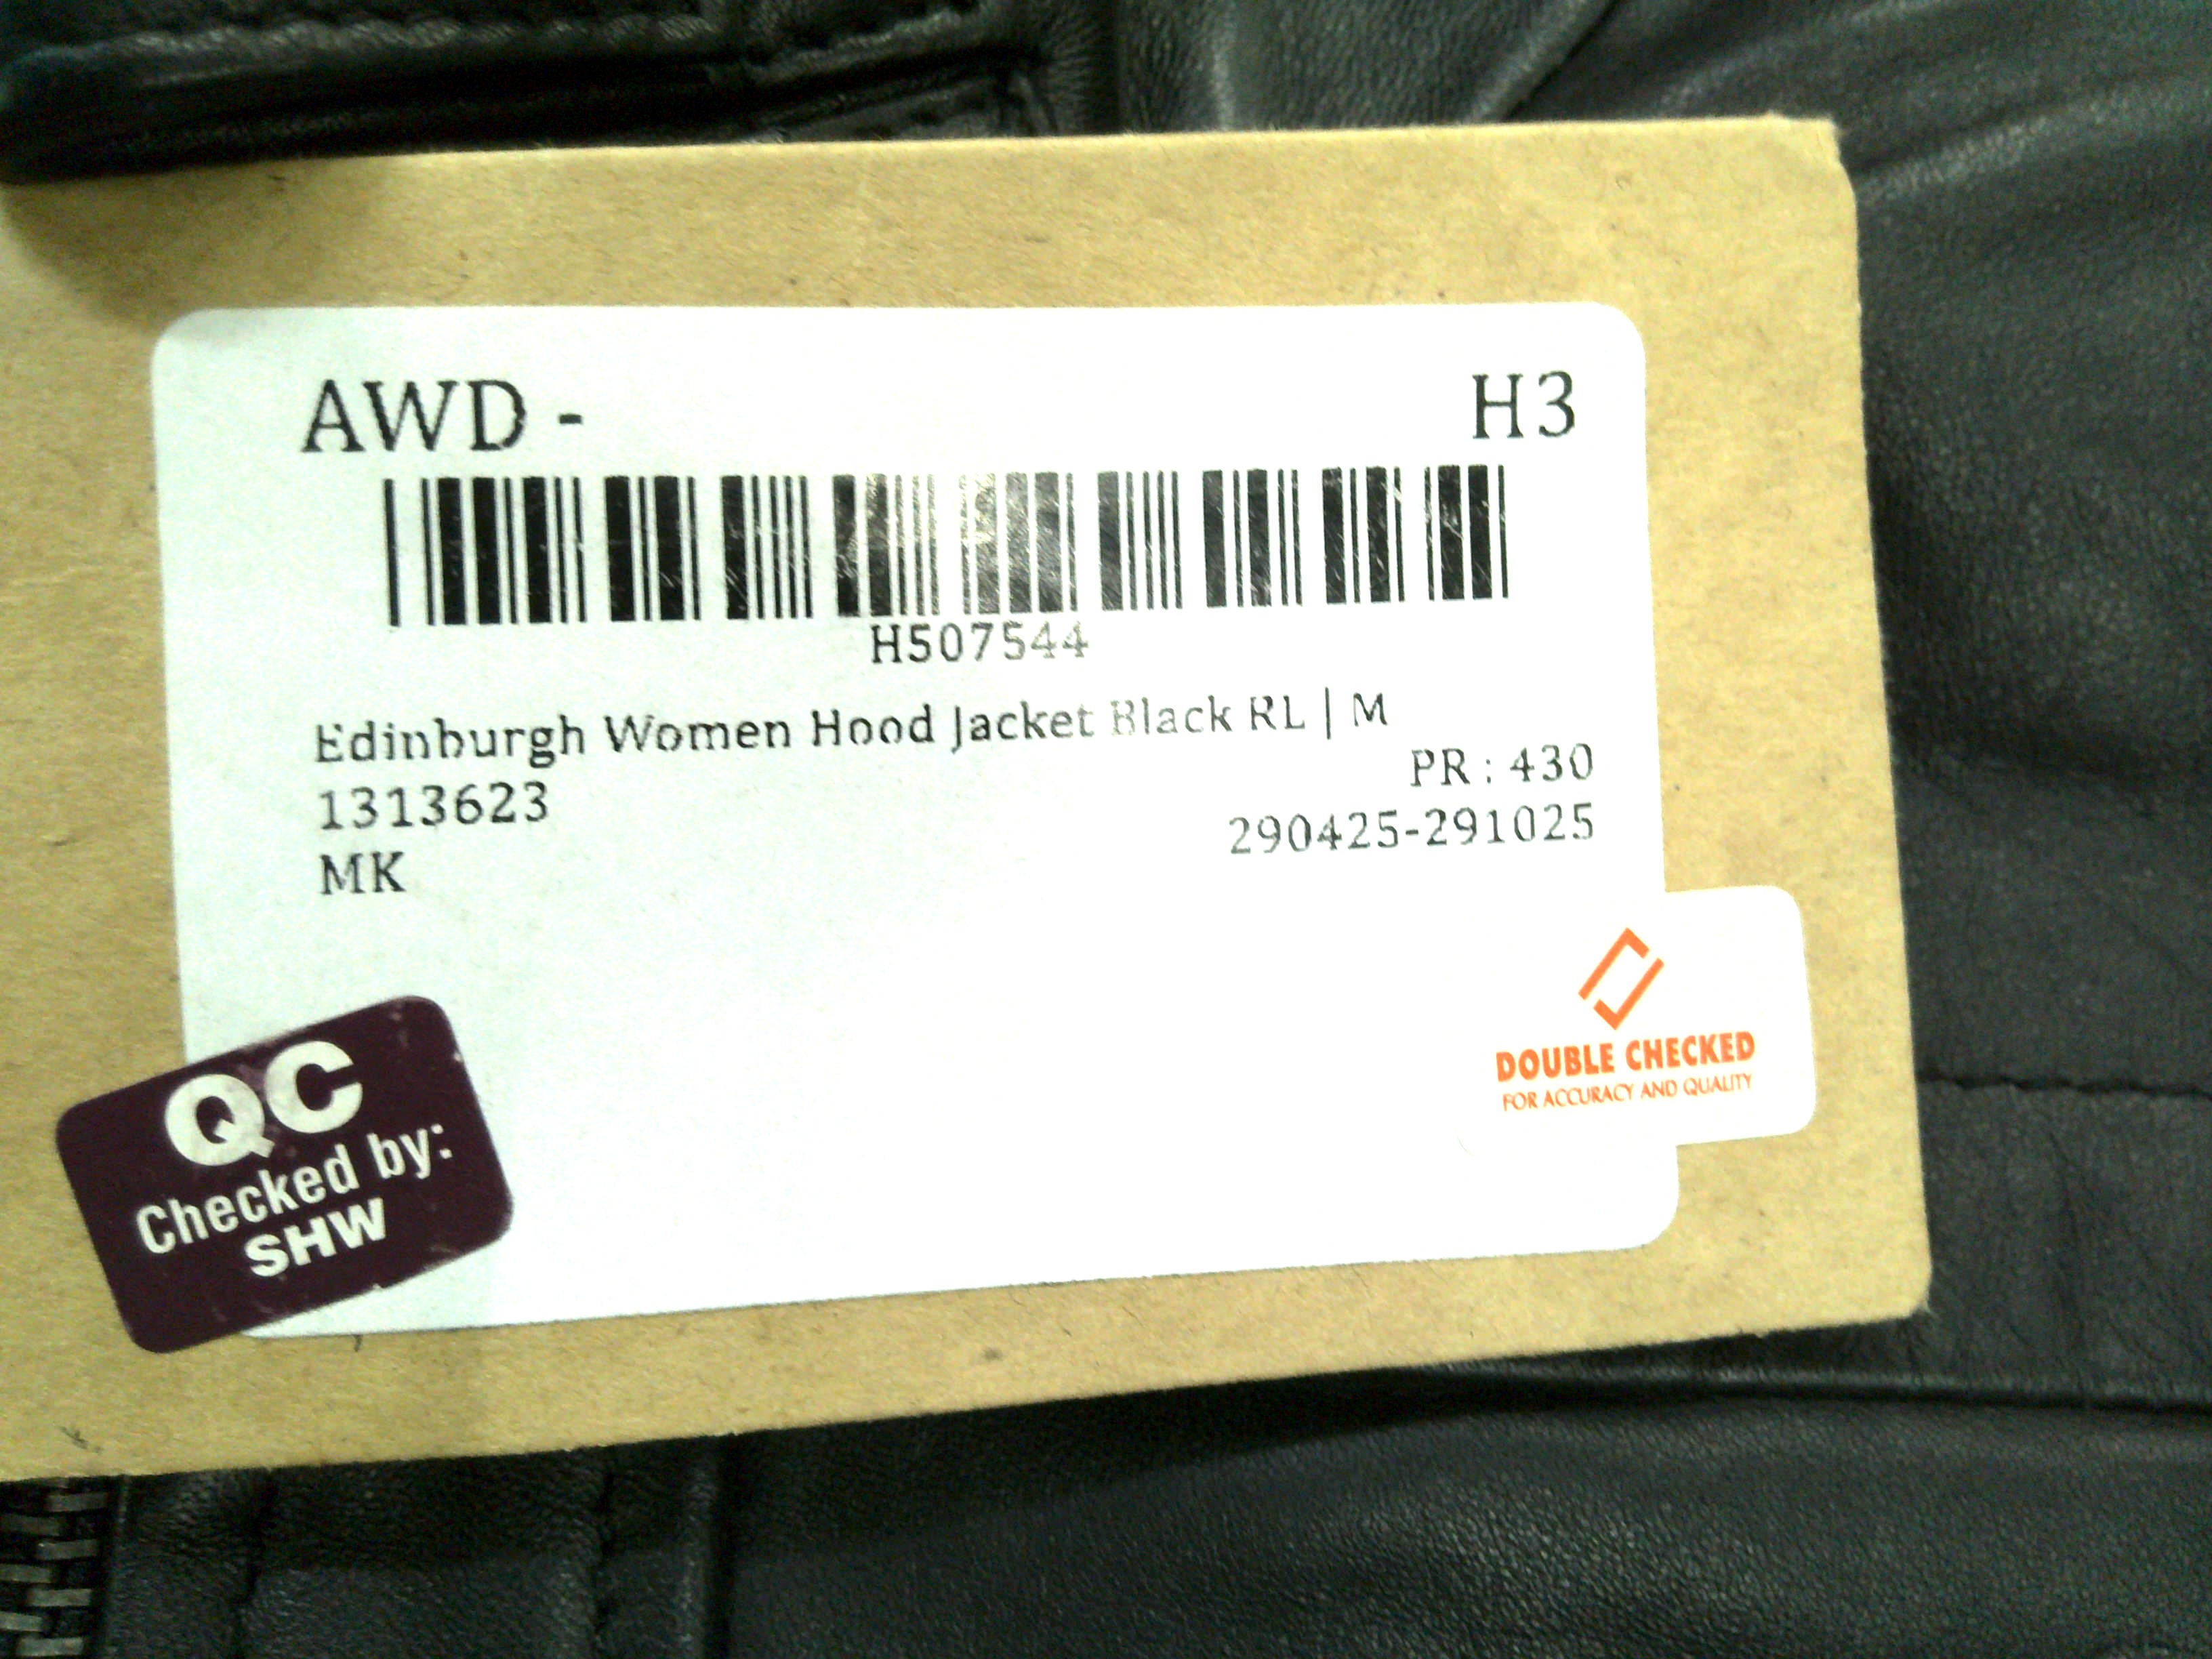 AWD - H3
H507544
Edinburgh Women Hood Jacket Black RL | M
PR : 430
1313623
290425-291025
MK
QC
Checked by:
SHW
DOUBLE CHECKED
FOR ACCURACY AND QUALITY